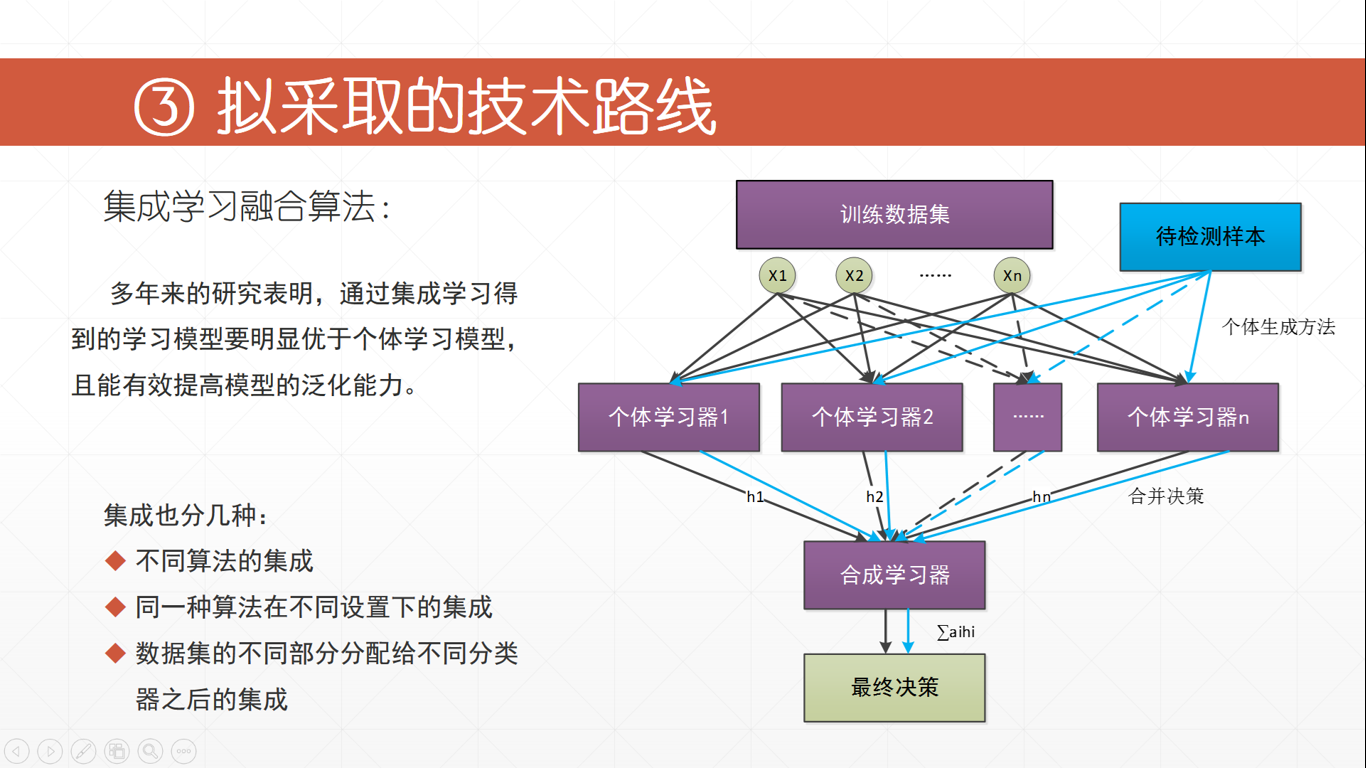 ③ 拟采取的技术路线
集成学习融合算法：
多年来的研究表明，通过集成学习得
到的学习模型要明显优于个体学习模型，
且能有效提高模型的泛化能力。
集成也分几种：
不同算法的集成
同一种算法在不同设置下的集成
数据集的不同部分分配给不同分类
器之后的集成
训练数据集
待检测样本
X1
X2
……
Xn
个体生成方法
个体学习器1
个体学习器2
……
个体学习器n
h1
h2
hn
合并决策
合成学习器
∑aihi
最终决策